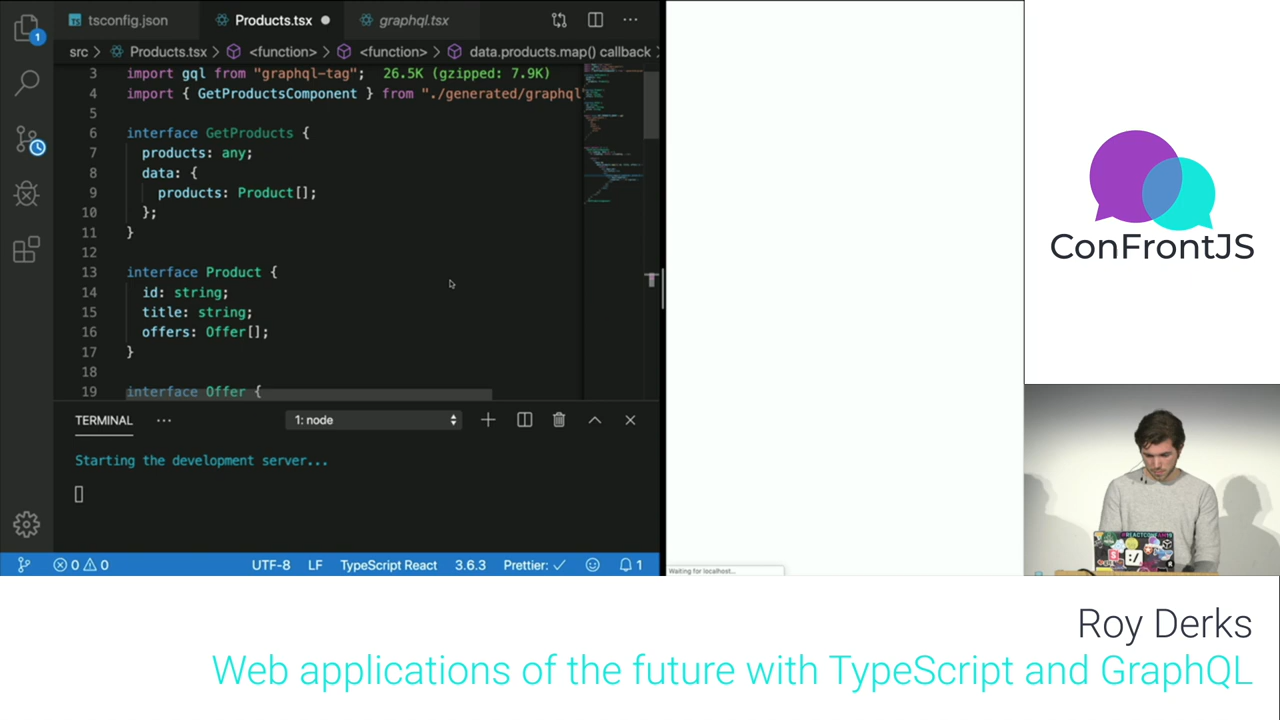 tsconfig.json Products.tsx graphql.tsx
src > Products.tsx > <function> > <function> > data.products.map() callback >
3 import gql from "graphql-tag"; 26.5K (gzipped: 7.9K)
4 import { GetProductsComponent } from "./generated/graphql
5
6 interface GetProducts {
7 products: any;
8 data: {
9 products: Product[];
10 };
11 }
12
13 interface Product {
14 id: string;
15 title: string;
16 offers: Offer[];
17 }
18
19 interface Offer {
TERMINAL ··· 1: node
Starting the development server...
0 0 UTF-8 LF TypeScript React 3.6.3 Prettier: ✓ 1
Waiting for localhost...
ConFrontJS
Roy Derks
Web applications of the future with TypeScript and GraphQL